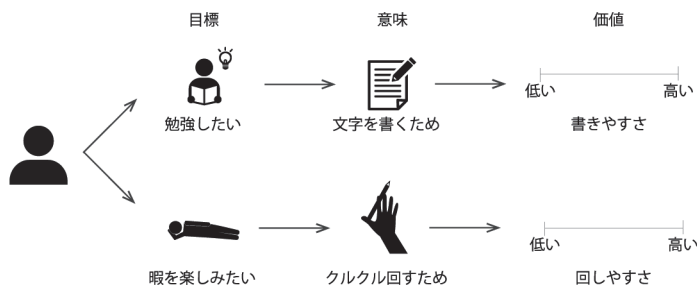 目標
意味
価値
低い
高い
勉強したい
文字を書くため
書きやすさ
低い
高い
暇を楽しみたい
クルクル回すため
回しやすさ